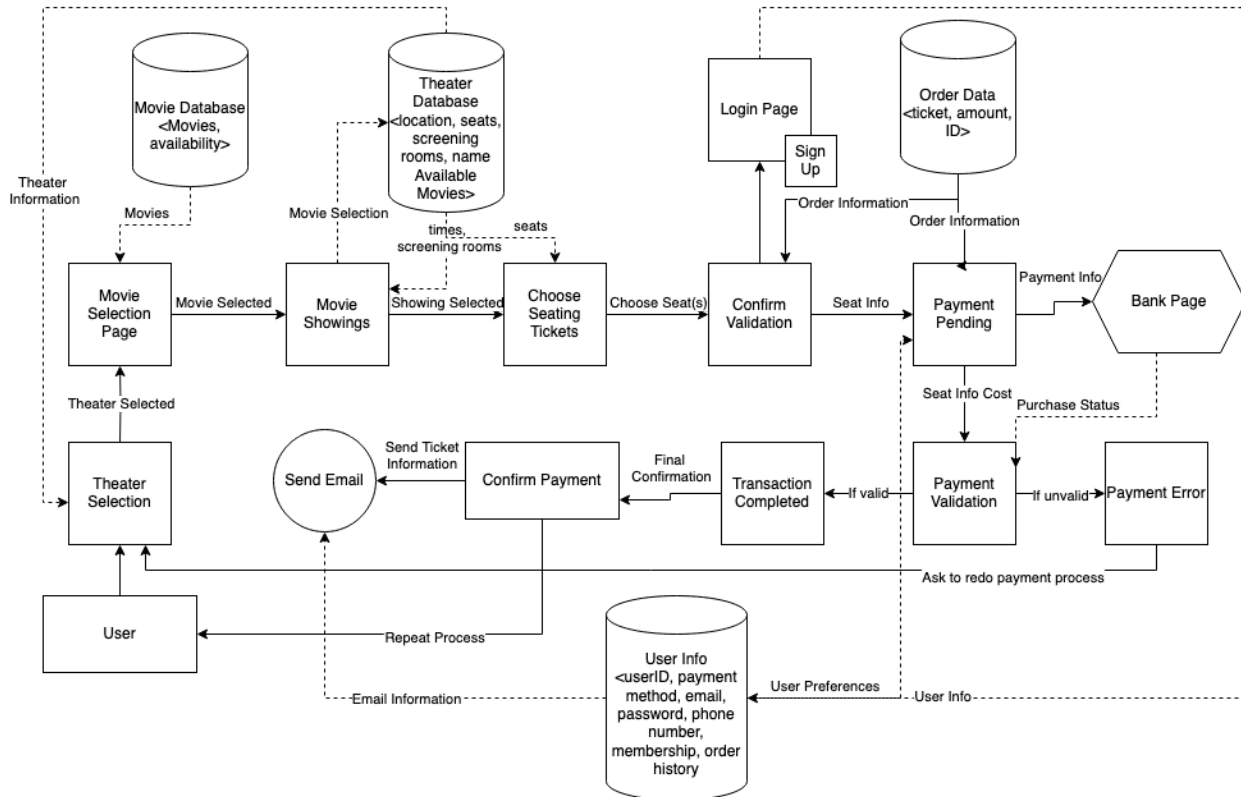 Movie Database
<Movies,
availability>
Theater
Database
<location, seats,
screening
rooms, name
Available
Movies>
Login Page
Sign
Up
Order Data
<ticket, amount,
ID>
Theater
Information
Movies
Movie Selection
times,
screening rooms
seats
Order Information
Order Information
Movie
Selection
Page
Movie Selected
Movie
Showings
Showing Selected
Choose
Seating
Tickets
Choose Seat(s)
Confirm
Validation
Seat Info
Payment
Pending
Payment Info
Bank Page
Theater Selected
Seat Info Cost
Purchase Status
Theater
Selection
Send Email
Send Ticket
Information
Confirm Payment
Final
Confirmation
Transaction
Completed
If valid
Payment
Validation
If unvalid
Payment Error
Ask to redo payment process
User
Repeat Process
Email Information
User Info
<userID, payment
method, email,
password, phone
number,
membership, order
history
User Preferences
User Info